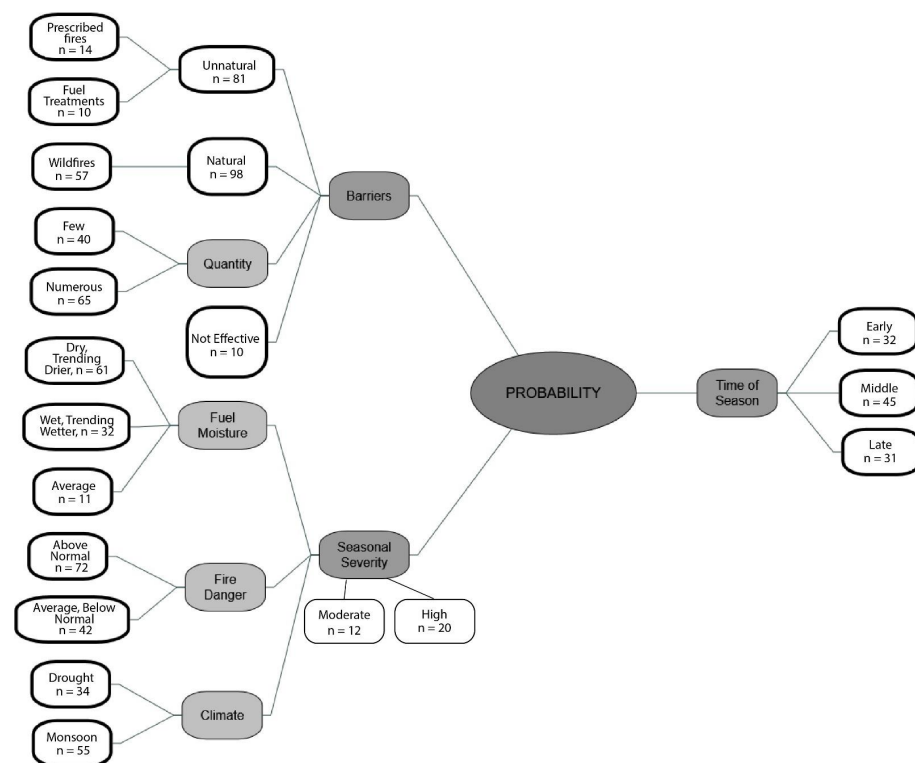 Prescribed
fires
n = 14
Fuel
Treatments
n = 10
Unnatural
n = 81
Wildfires
n = 57
Natural
n = 98
Few
n = 40
Numerous
n = 65
Quantity
Not Effective
n = 10
Barriers
Dry,
Trending
Drier, n = 61
Wet, Trending
Wetter, n = 32
Average
n = 11
Fuel
Moisture
Above
Normal
n = 72
Average, Below
Normal
n = 42
Fire
Danger
Drought
n = 34
Monsoon
n = 55
Climate
Seasonal
Severity
Moderate
n = 12
High
n = 20
PROBABILITY
Time of
Season
Early
n = 32
Middle
n = 45
Late
n = 31